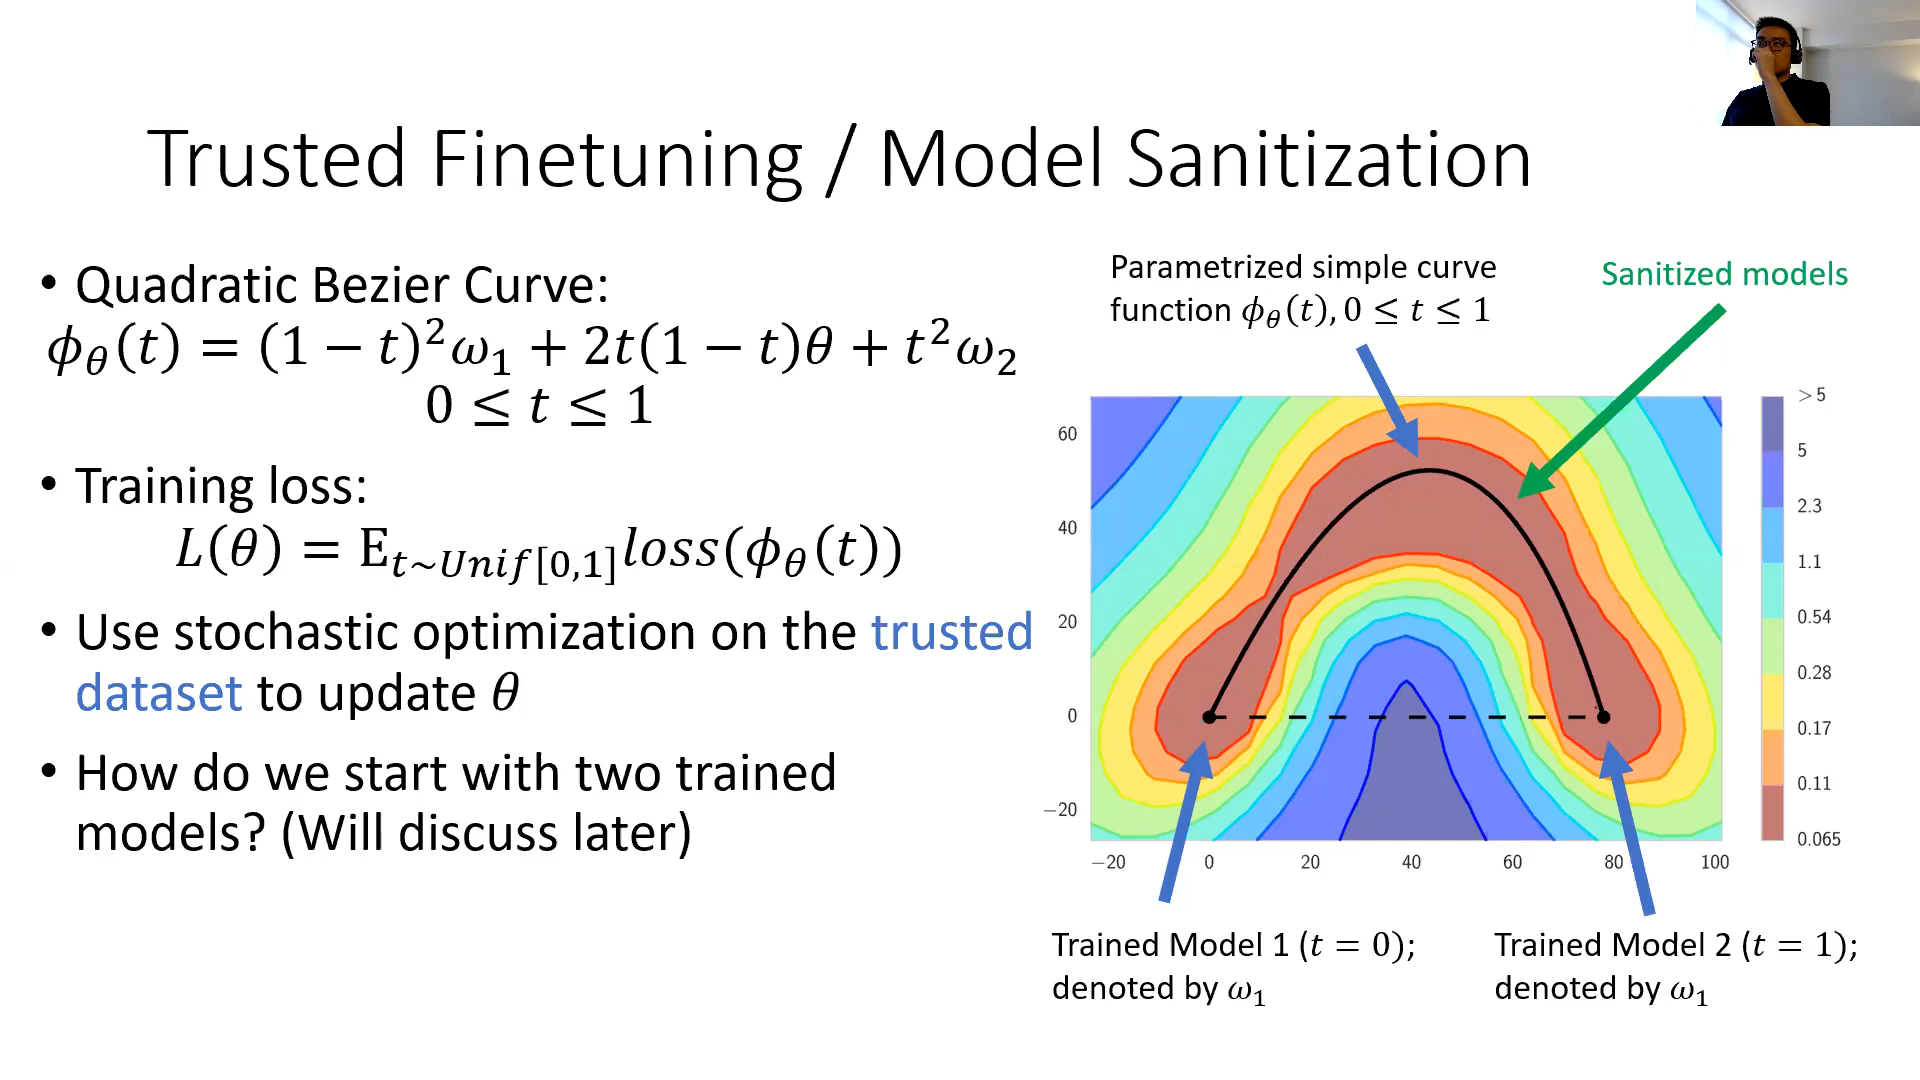 Trusted Finetuning / Model Sanitization
• Quadratic Bezier Curve:
ϕ_θ(t) = (1 − t)²ω₁ + 2t(1 − t)θ + t²ω₂
0 ≤ t ≤ 1
• Training loss:
L(θ) = E_{t~Unif[0,1]}loss(ϕ_θ(t))
• Use stochastic optimization on the trusted
dataset to update θ
• How do we start with two trained
models? (Will discuss later)
Parametrized simple curve
function ϕ_θ(t), 0 ≤ t ≤ 1
Sanitized models
60
40
20
0
−20
−20 0 20 40 60 80 100
> 5
5
2.3
1.1
0.54
0.28
0.17
0.11
0.065
Trained Model 1 (t = 0);
denoted by ω₁
Trained Model 2 (t = 1);
denoted by ω₁